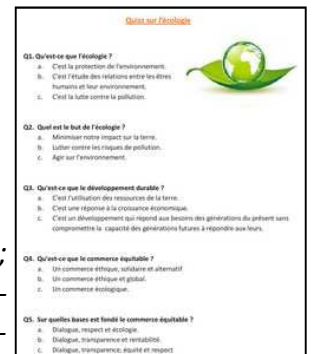 Quizz sur l'écologie
Q1. Qu'est-ce que l'écologie ?
a. C'est la protection de l'environnement.
b. C'est l'étude des relations entre les êtres
humains et leur environnement.
c. C'est la lutte contre la pollution.
Q2. Quel est le but de l'écologie ?
a. Minimiser notre impact sur la terre.
b. Lutter contre les risques de pollution.
c. Agir sur l'environnement.
Q3. Qu'est-ce que le développement durable ?
a. C'est l'utilisation des ressources de la terre.
b. C'est une réponse à la croissance économique.
c. C'est un développement qui répond aux besoins des générations du présent sans
compromettre la capacité des générations futures à répondre aux leurs.
;
Q4. Qu'est-ce que le commerce équitable ?
a. Un commerce éthique, solidaire et alternatif
b. Un commerce éthique et global.
c. Un commerce écologique.
Q5. Sur quelles bases est fondé le commerce équitable ?
a. Dialogue, respect et écologie.
b. Dialogue, transparence et rentabilité.
c. Dialogue, transparence, équité et respect